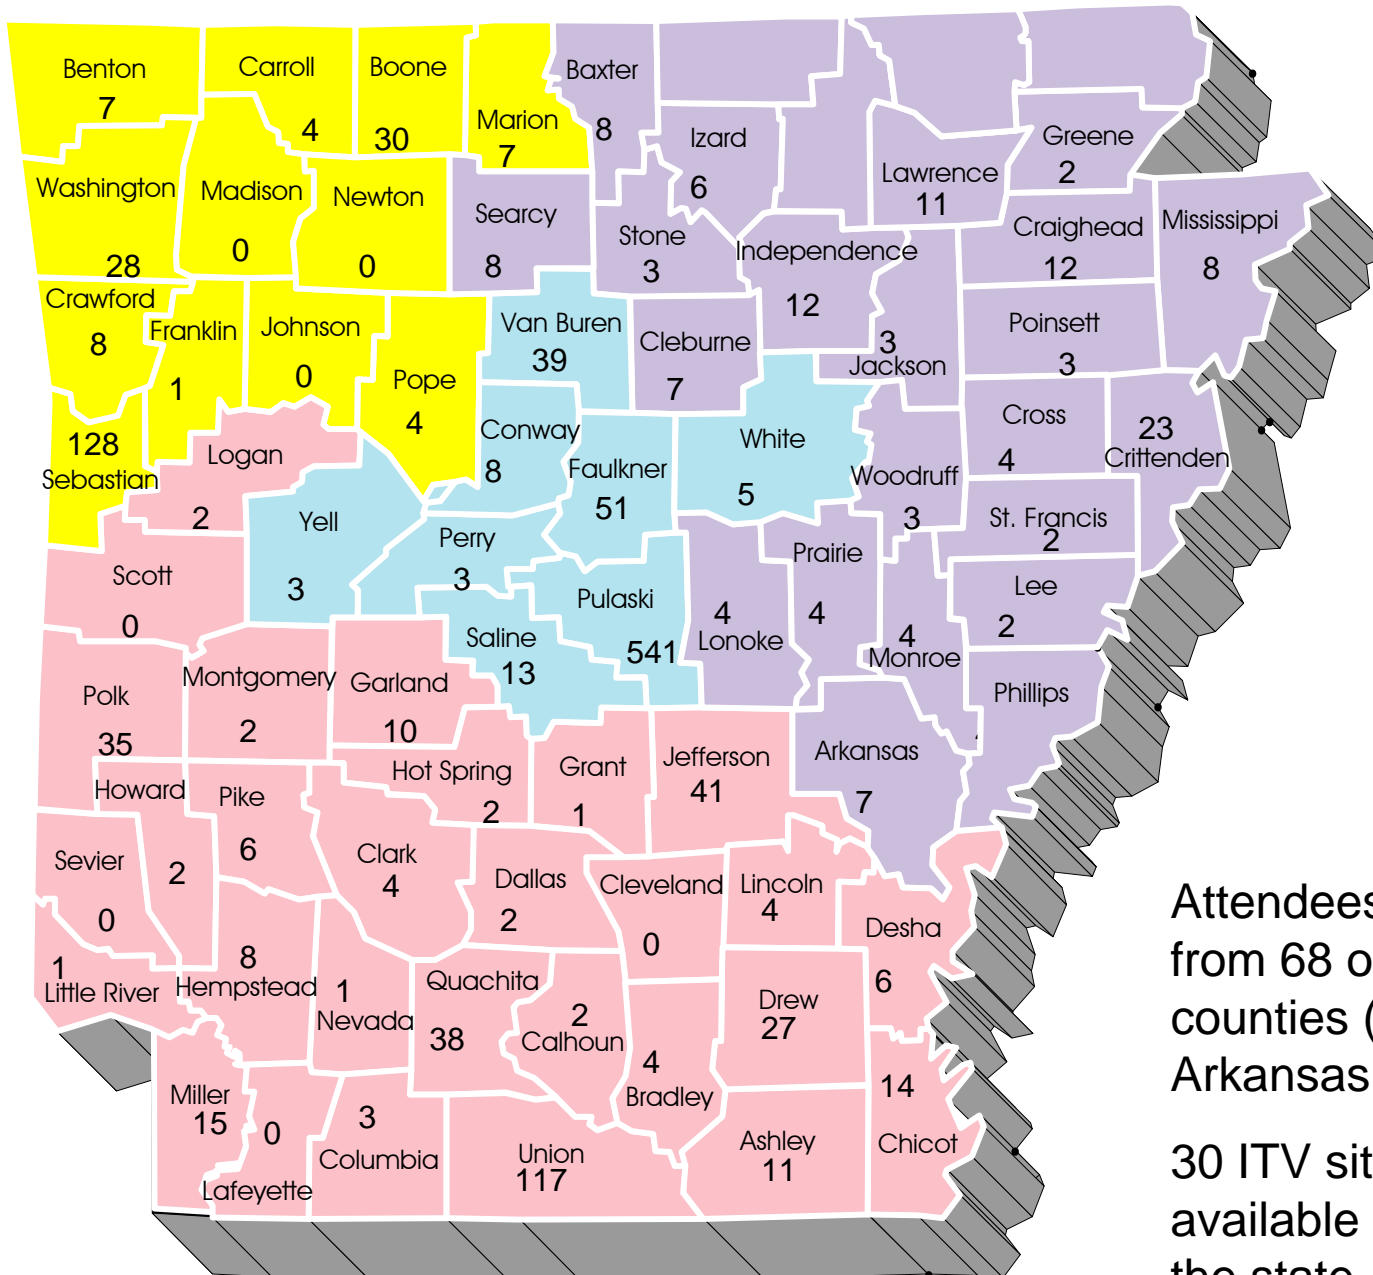 Benton
7
Carroll
4
Boone
30
Marion
7
Baxter
8
Izard
6
Greene
2
Lawrence
11
Washington
28
Madison
0
Newton
0
Searcy
8
Stone
3
Independence
12
Craighead
12
Mississippi
8
Crawford
8
Franklin
1
Johnson
0
Pope
4
Van Buren
39
Cleburne
7
3
Jackson
Poinsett
3
128
Sebastian
Logan
2
Conway
8
Faulkner
51
White
5
Woodruff
3
Cross
4
23
Crittenden
Yell
3
Perry
3
Prairie
4
St. Francis
2
Scott
0
Saline
13
Pulaski
541
4
Lonoke
4
Monroe
Lee
2
Polk
35
Montgomery
2
Garland
10
Phillips
Howard
2
Pike
6
Hot Spring
2
Grant
1
Jefferson
41
Arkansas
7
Sevier
0
Clark
4
Dallas
2
Cleveland
0
Lincoln
4
Desha
6
1
Little River
8
Hempstead
1
Nevada
Quachita
38
2
Calhoun
4
Bradley
Drew
27
Miller
15
0
Lafeyette
3
Columbia
Union
117
Ashley
11
14
Chicot
Attendees
from 68 o
counties (
Arkansas
30 ITV sit
available
the state